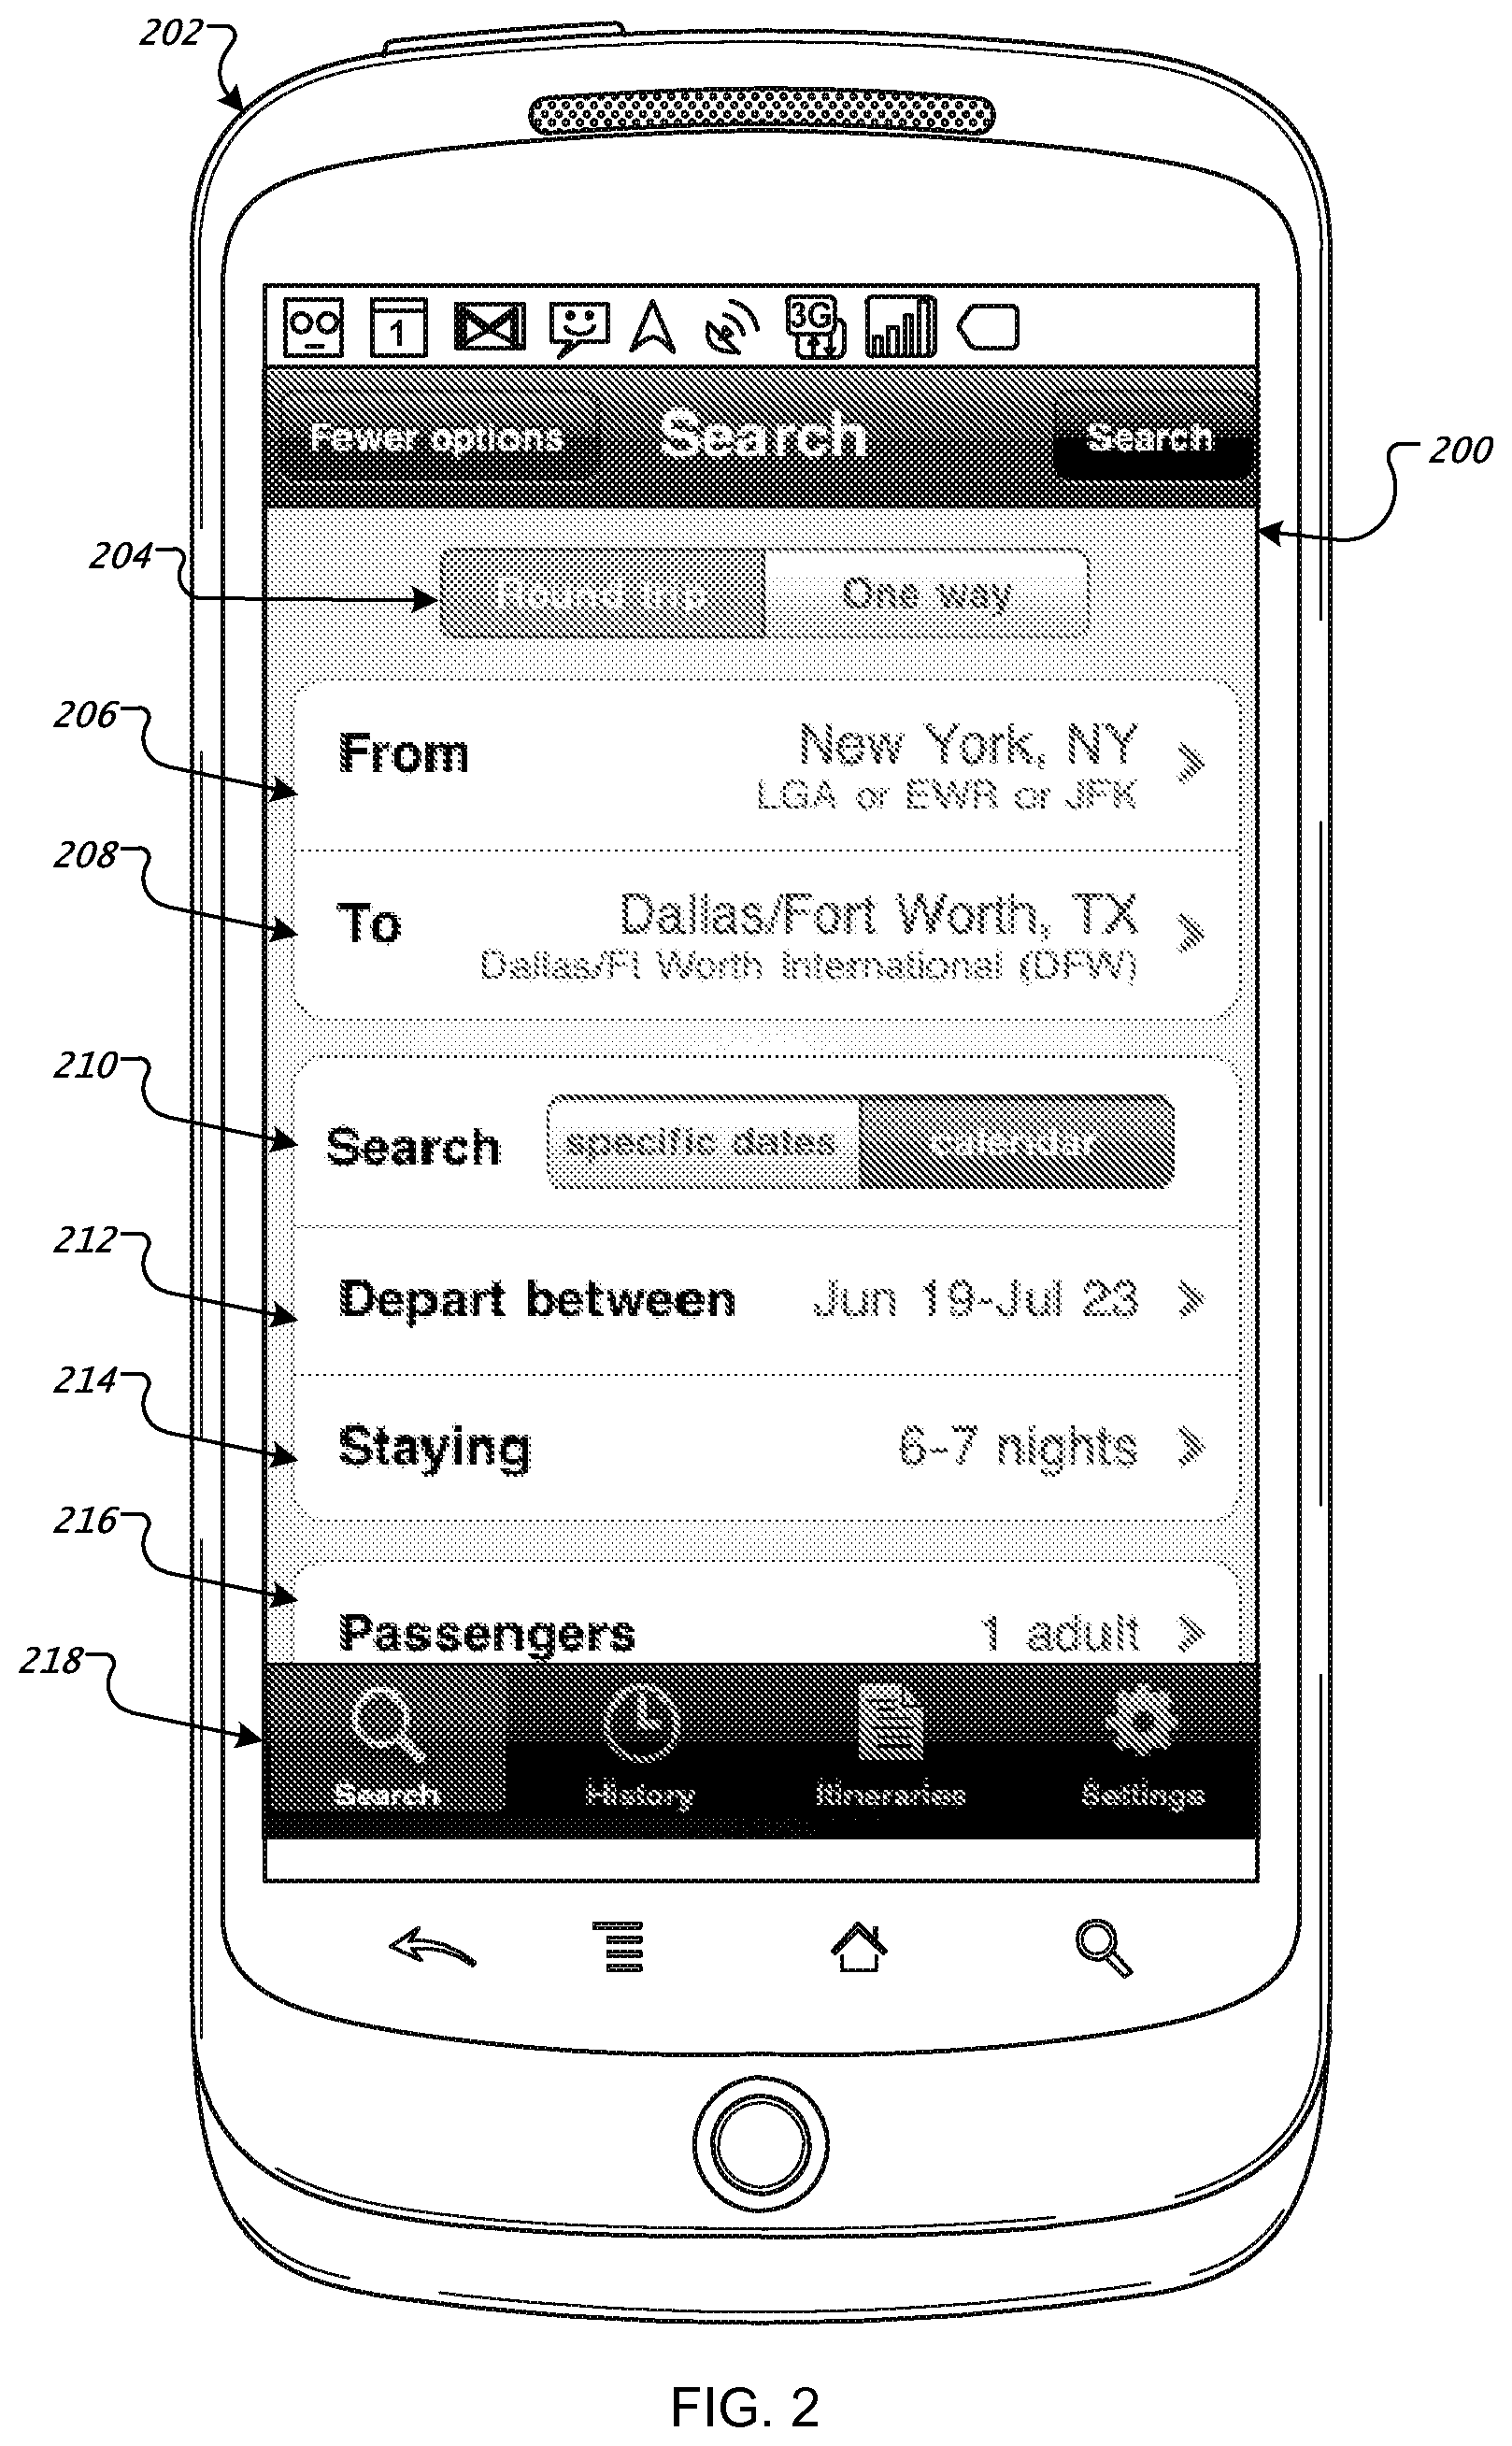 202
1
3G
Fewer options Search Search
200
204
Round trip One way
206
From New York, NY
LGA or EWR or JFK
208
To Dallas/Fort Worth, TX
Dallas/Ft Worth International (DFW)
210
Search specific dates calendar
212
Depart between Jun 19-Jul 23
214
Staying 6-7 nights
216
Passengers 1 adult
218
Search History Itineraries Settings
FIG. 2